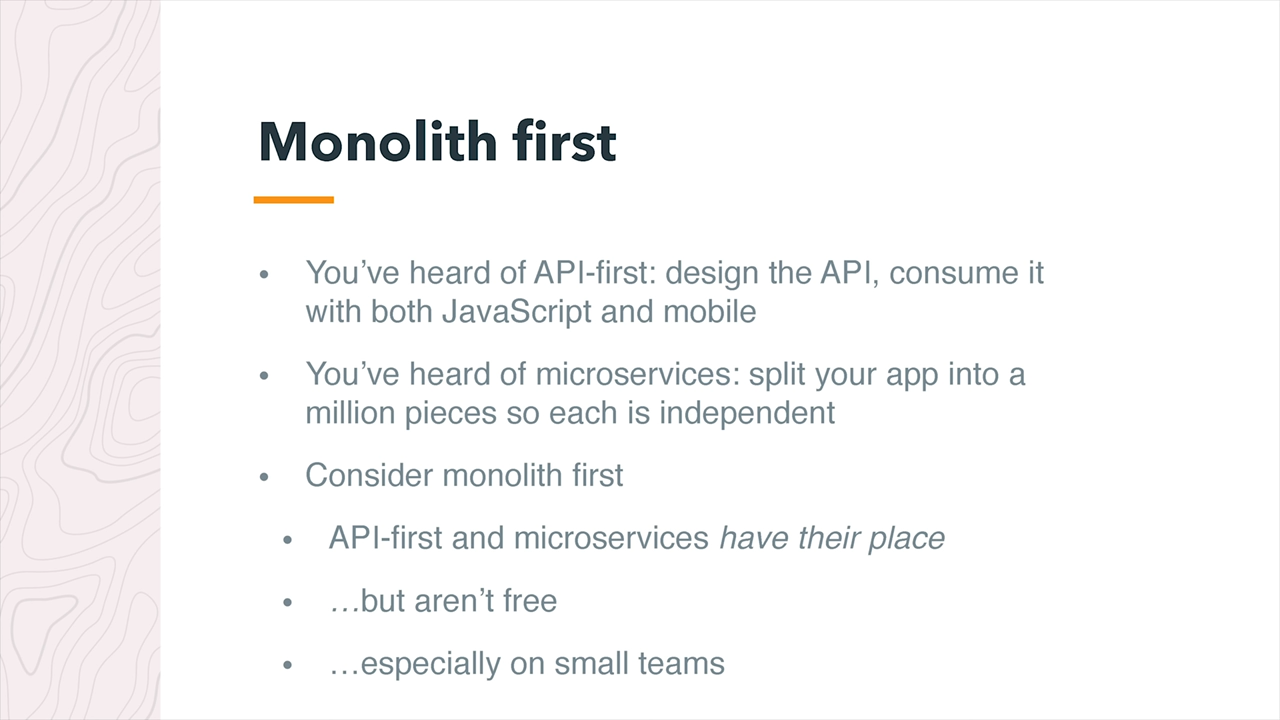 Monolith first
• You’ve heard of API-first: design the API, consume it
with both JavaScript and mobile
• You’ve heard of microservices: split your app into a
million pieces so each is independent
• Consider monolith first
• API-first and microservices have their place
• …but aren’t free
• …especially on small teams